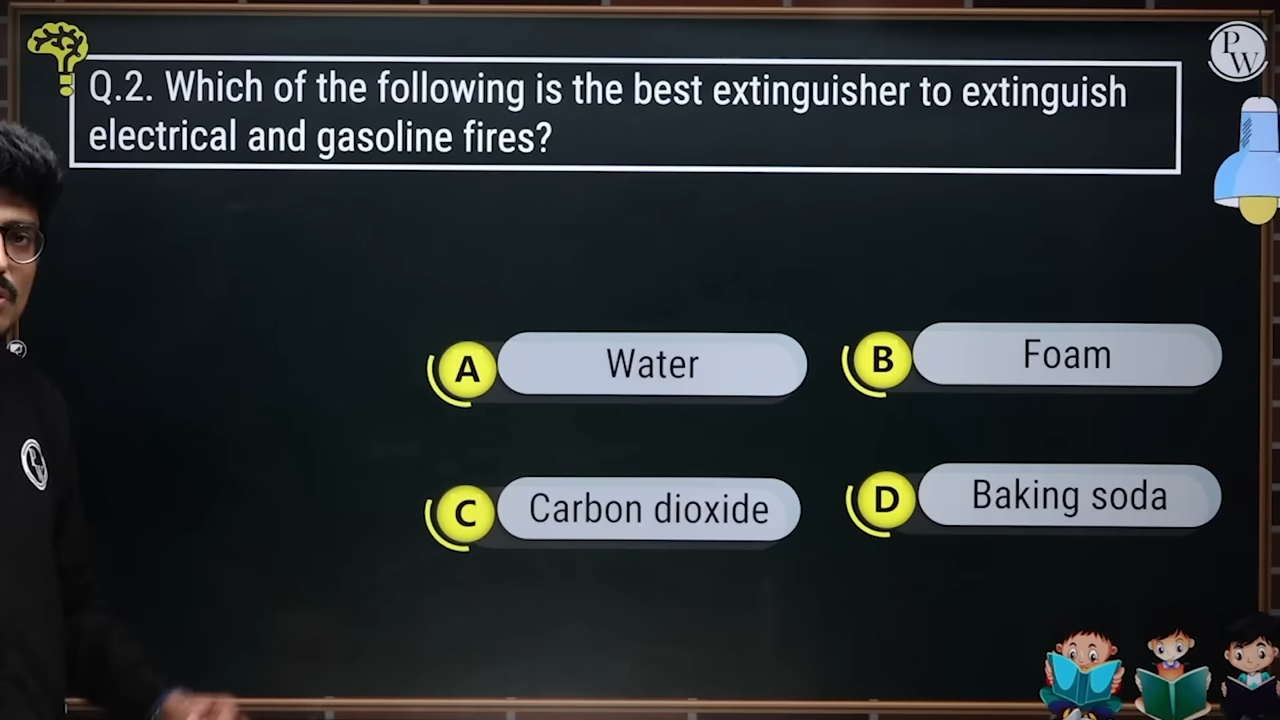 Q.2. Which of the following is the best extinguisher to extinguish
electrical and gasoline fires?
PW
A Water
B Foam
C Carbon dioxide
D Baking soda